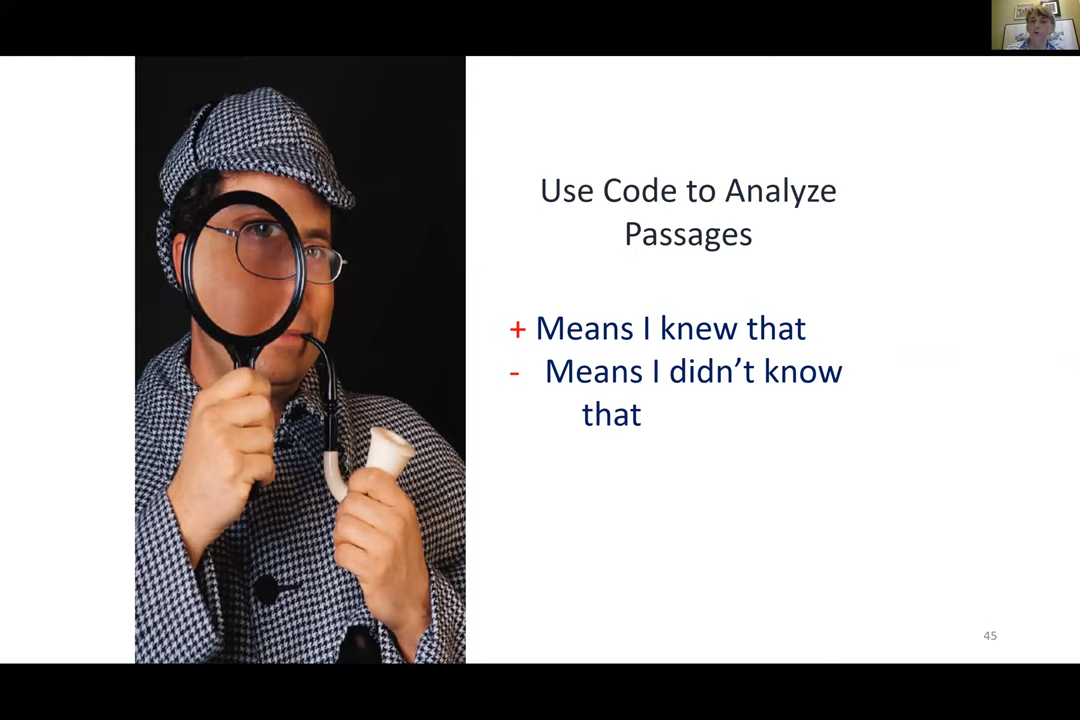 Use Code to Analyze
Passages
+ Means I knew that
- Means I didn’t know
that
45